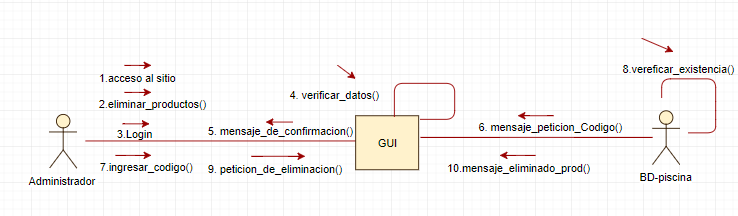 1.acceso al sitio
2.eliminar_productos()
3.Login
4. verificar_datos()
5. mensaje_de_confirmacion()
6. mensaje_peticion_Codigo()
7.ingresar_codigo()
8.vereficar_existencia()
9. peticion_de_eliminacion()
10.mensaje_eliminado_prod()
Administrador
GUI
BD-piscina